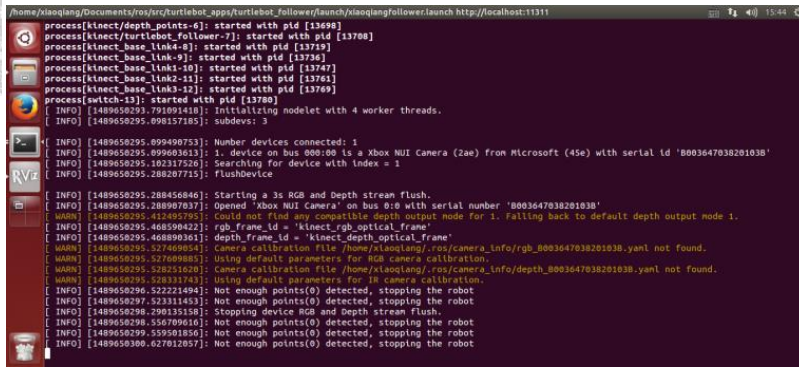 /home/xiaoqiang/Documents/ros/src/turtlebot_apps/turtlebot_follower/launch/xiaoqiangfollower.launch http://localhost:11311
15:44
process[kinect/depth_points-6]: started with pid [13698]
process[kinect/turtlebot_follower-7]: started with pid [13708]
process[kinect_base_link4-8]: started with pid [13719]
process[kinect_base_link-9]: started with pid [13736]
process[kinect_base_link1-10]: started with pid [13747]
process[kinect_base_link2-11]: started with pid [13761]
process[kinect_base_link3-12]: started with pid [13769]
process[switch-13]: started with pid [13780]
[ INFO] [1489650293.791091418]: Initializing nodelet with 4 worker threads.
[ INFO] [1489650295.098157185]: subdevs: 3
[ INFO] [1489650295.099490753]: Number devices connected: 1
[ INFO] [1489650295.099603613]: 1. device on bus 000:00 is a Xbox NUI Camera (2ae) from Microsoft (45e) with serial id 'B00364703820103B'
[ INFO] [1489650295.102317526]: Searching for device with index = 1
[ INFO] [1489650295.288207715]: flushDevice
RViz
[ INFO] [1489650295.288456846]: Starting a 3s RGB and Depth stream flush.
[ INFO] [1489650295.288907037]: Opened 'Xbox NUI Camera' on bus 0:0 with serial number 'B00364703820103B'
[ WARN] [1489650295.412495795]: Could not find any compatible depth output mode for 1. Falling back to default depth output mode 1.
[ INFO] [1489650295.468590422]: rgb_frame_id = 'kinect_rgb_optical_frame'
[ INFO] [1489650295.468890361]: depth_frame_id = 'kinect_depth_optical_frame'
[ WARN] [1489650295.527469054]: Camera calibration file /home/xiaoqiang/.ros/camera_info/rgb_B00364703820103B.yaml not found.
[ WARN] [1489650295.527609885]: Using default parameters for RGB camera calibration.
[ WARN] [1489650295.528251620]: Camera calibration file /home/xiaoqiang/.ros/camera_info/depth_B00364703820103B.yaml not found.
[ WARN] [1489650295.528331743]: Using default parameters for IR camera calibration.
[ INFO] [1489650296.522221494]: Not enough points(0) detected, stopping the robot
[ INFO] [1489650297.523311453]: Not enough points(0) detected, stopping the robot
[ INFO] [1489650298.290135158]: Stopping device RGB and Depth stream flush.
[ INFO] [1489650298.556709616]: Not enough points(0) detected, stopping the robot
[ INFO] [1489650299.559501856]: Not enough points(0) detected, stopping the robot
[ INFO] [1489650300.627012057]: Not enough points(0) detected, stopping the robot